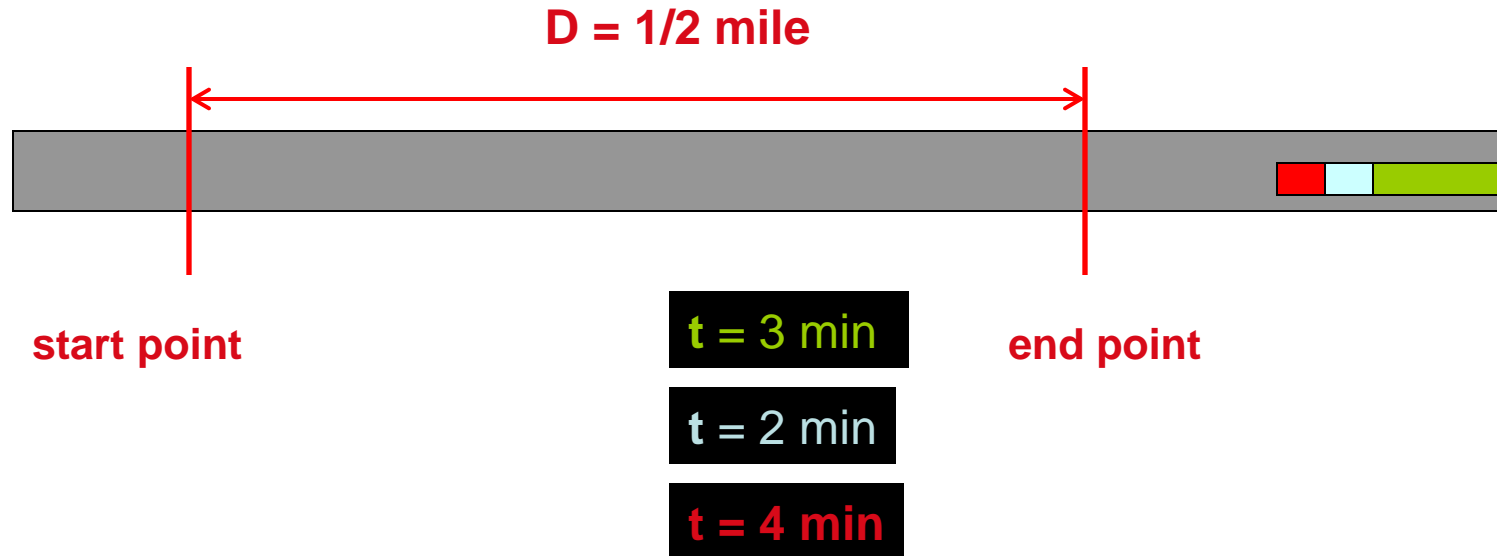 D = 1/2 mile
start point
t = 3 min
end point
t = 2 min
t = 4 min